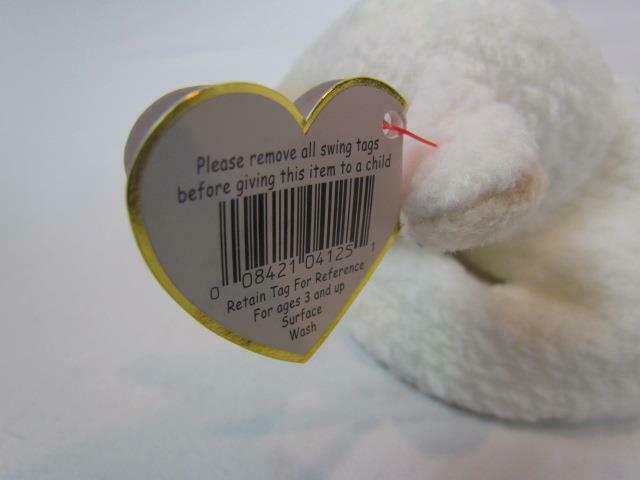 Please remove all swing tags
before giving this item to a child
0 08421 04125 1
Retain Tag For Reference
For ages 3 and up
Surface
Wash